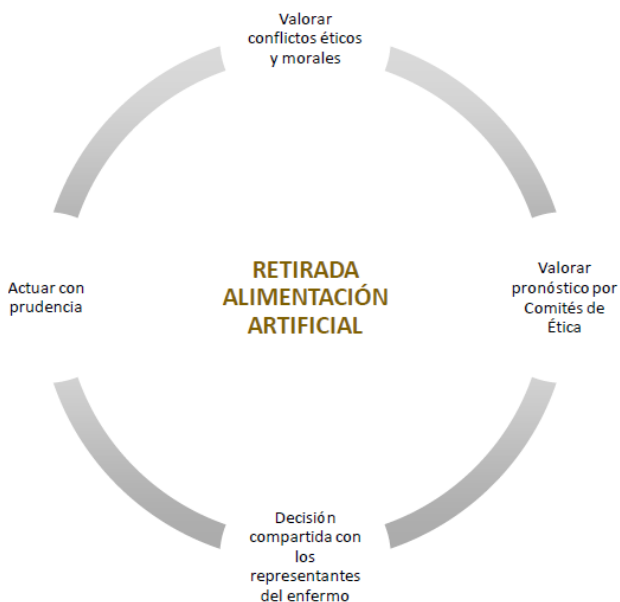 Valorar
conflictos éticos
y morales
Actuar con
prudencia
RETIRADA
ALIMENTACIÓN
ARTIFICIAL
Valorar
pronóstico por
Comités de
Ética
Decisión
compartida con
los
representantes
del enfermo